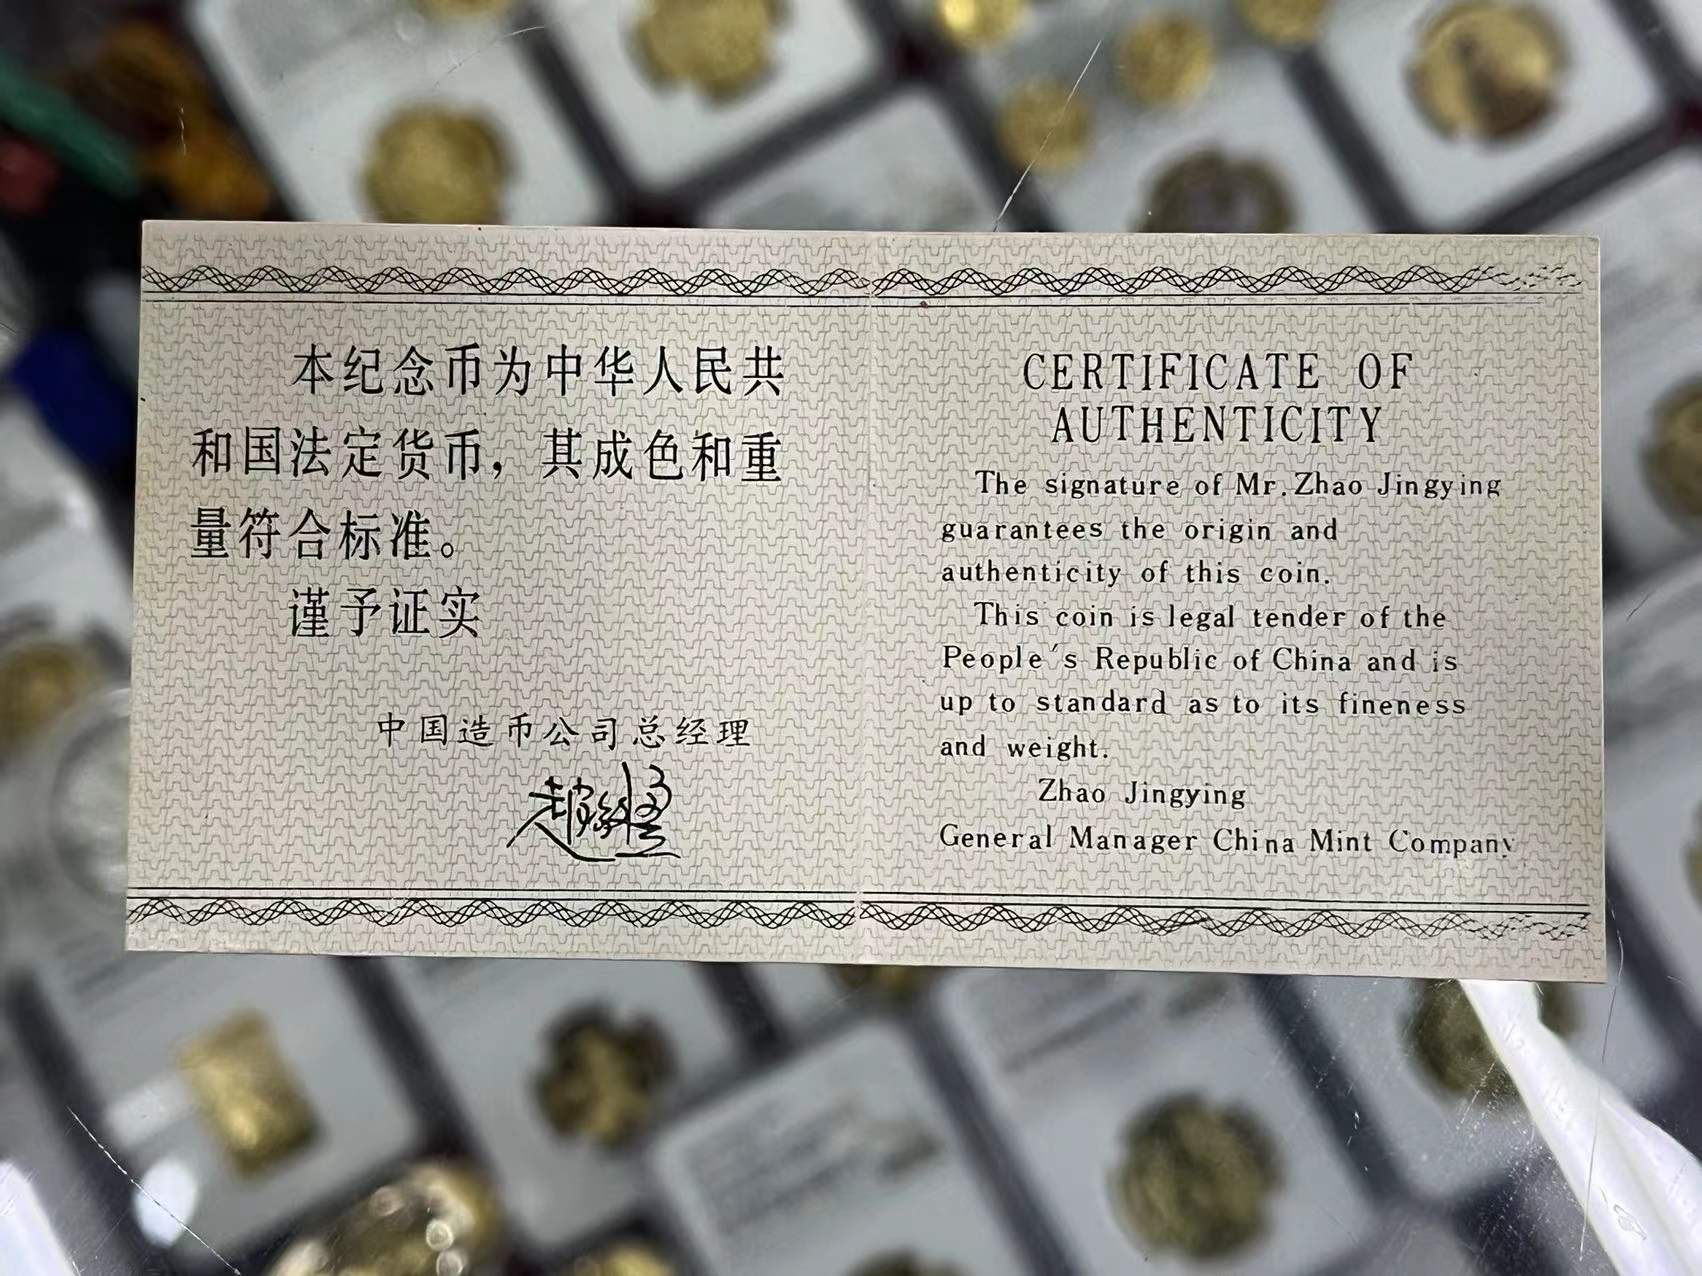 本纪念币为中华人民共
和国法定货币，其成色和重
量符合标准。
谨予证实
中国造币公司总经理
CERTIFICATE OF
AUTHENTICITY
The signature of Mr. Zhao Jingying
guarantees the origin and
authenticity of this coin.
This coin is legal tender of the
People's Republic of China and is
up to standard as to its fineness
and weight.
Zhao Jingying
General Manager China Mint Company